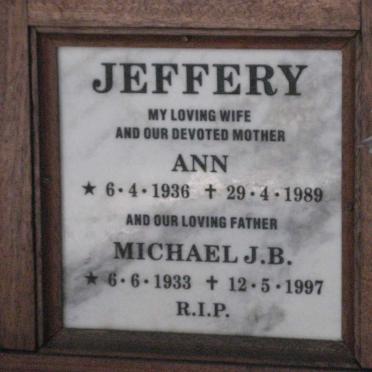 JEFFERY
MY LOVING WIFE
AND OUR DEVOTED MOTHER
ANN
★ 6·4·1936 ✝ 29·4·1989
AND OUR LOVING FATHER
MICHAEL J.B.
★ 6·6·1933 ✝ 12·5·1997
R.I.P.